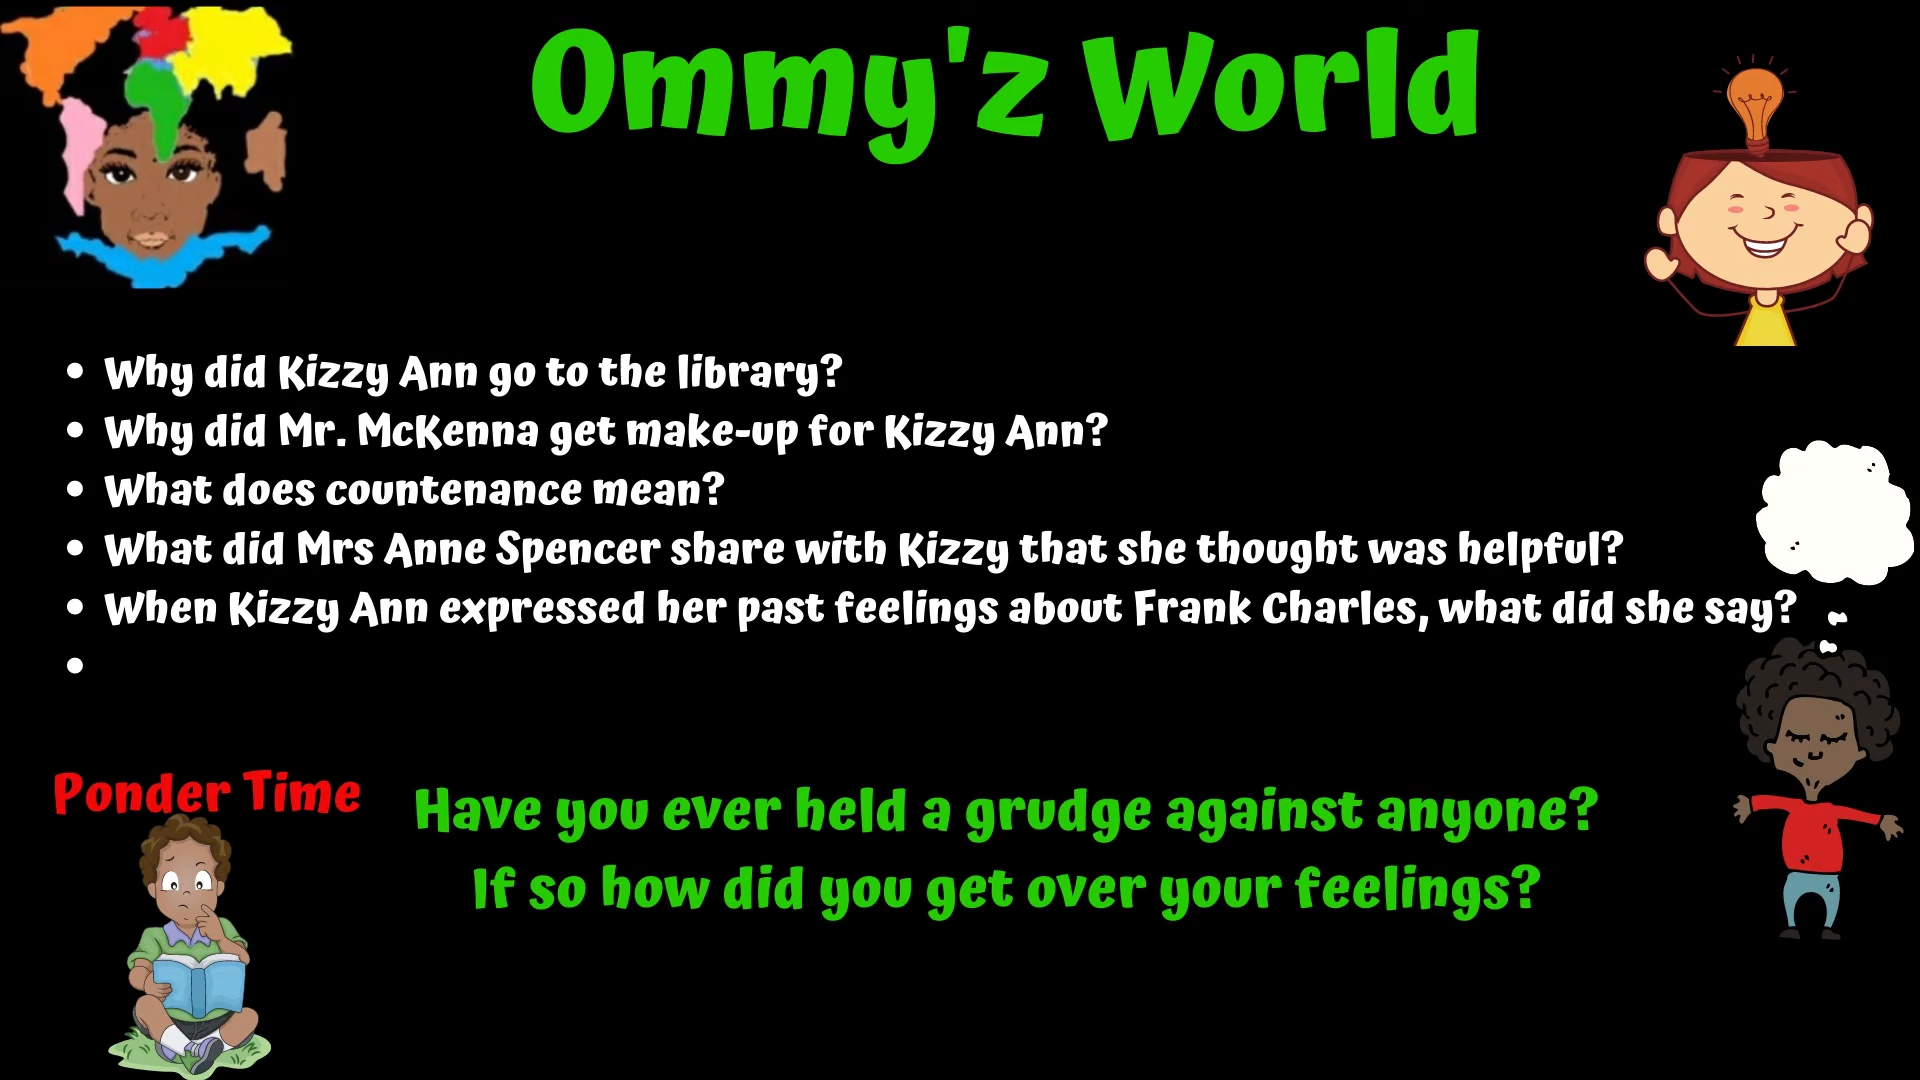 Ommy'z World
• Why did Kizzy Ann go to the library?
• Why did Mr. McKenna get make-up for Kizzy Ann?
• What does countenance mean?
• What did Mrs Anne Spencer share with Kizzy that she thought was helpful?
• When Kizzy Ann expressed her past feelings about Frank Charles, what did she say?
•
Ponder Time
Have you ever held a grudge against anyone?
If so how did you get over your feelings?